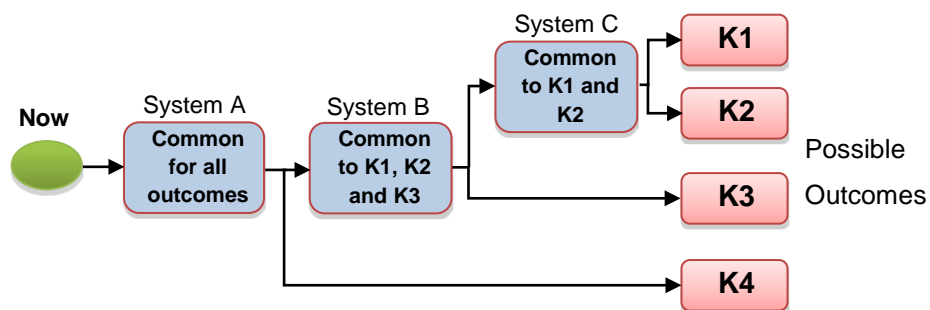 Now
System A
Common
for all
outcomes
System B
Common
to K1, K2
and K3
System C
Common
to K1 and
K2
K1
K2
K3
K4
Possible
Outcomes